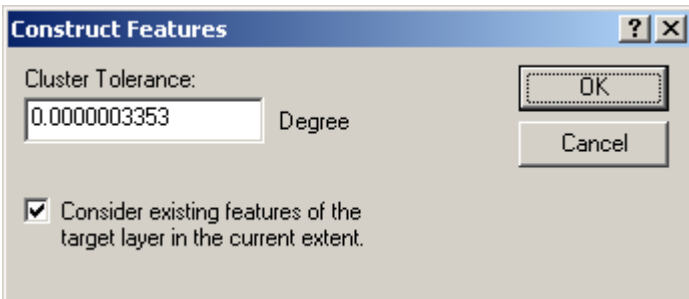 Construct Features
Cluster Tolerance:
0.0000003353 Degree
OK
Cancel
Consider existing features of the
target layer in the current extent.